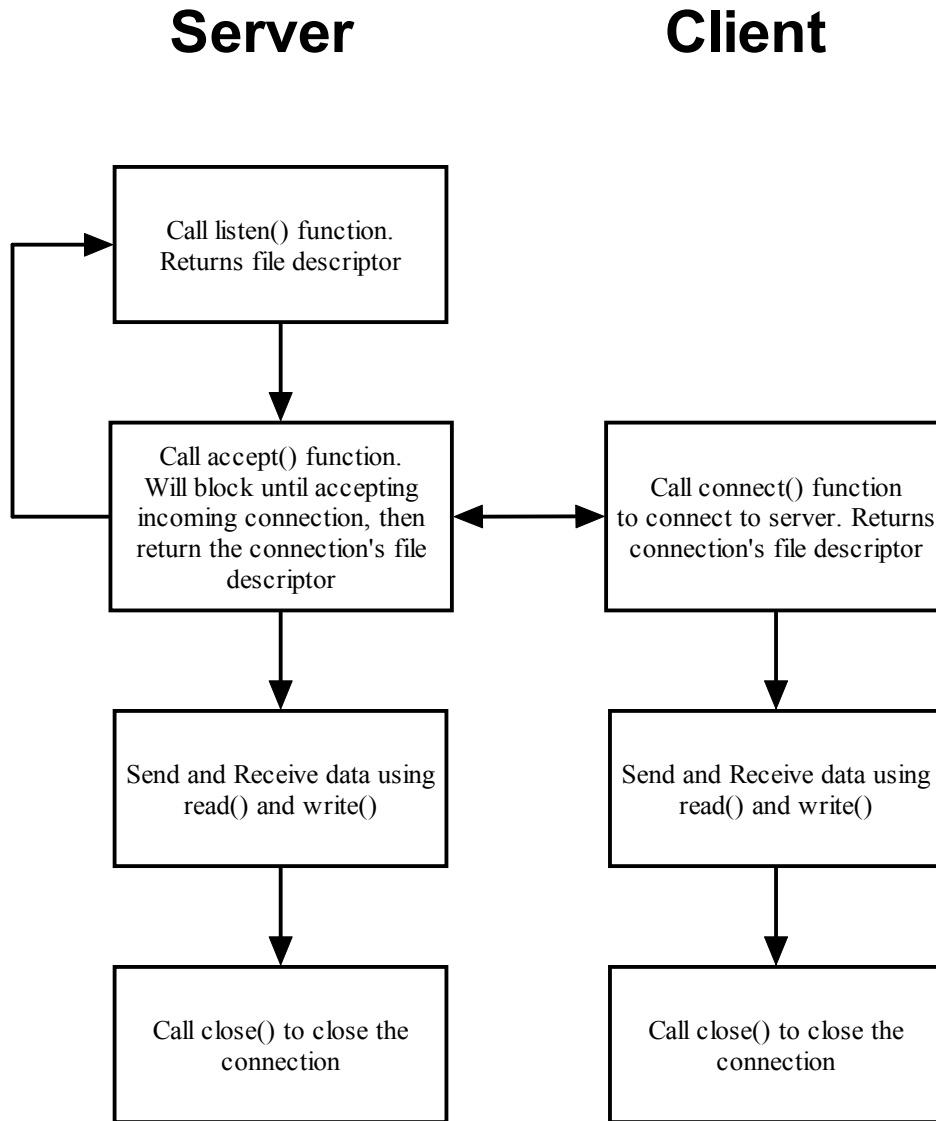 Server
Client
Call listen() function.
Returns file descriptor
Call accept() function.
Will block until accepting
incoming connection, then
return the connection's file
descriptor
Call connect() function
to connect to server. Returns
connection's file descriptor
Send and Receive data using
read() and write()
Send and Receive data using
read() and write()
Call close() to close the
connection
Call close() to close the
connection